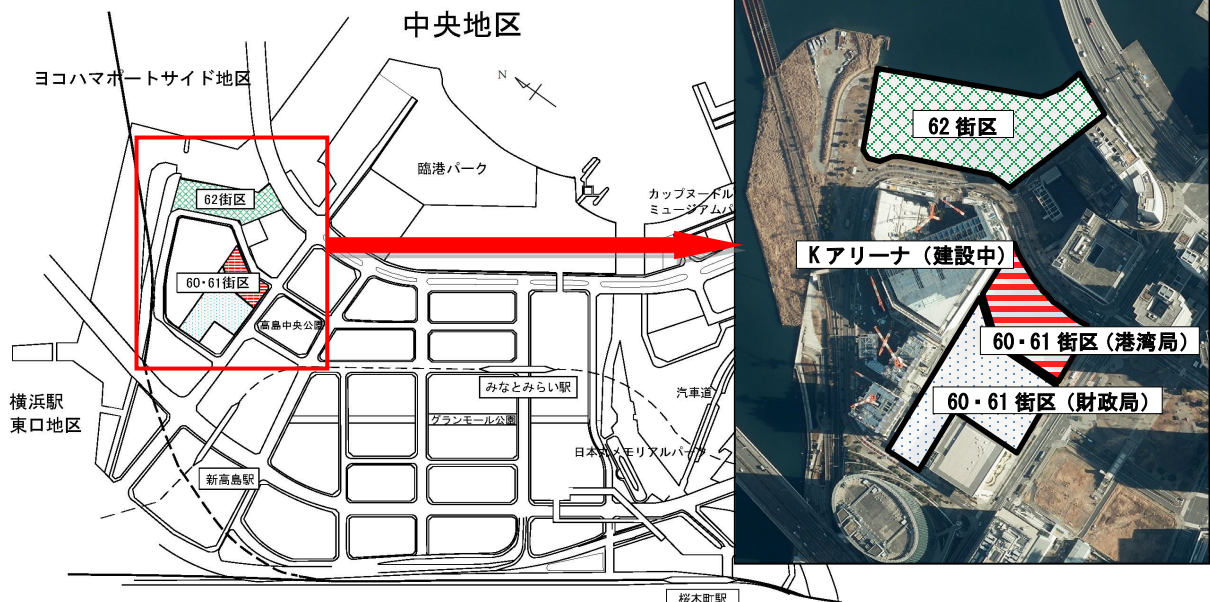 中央地区
ヨコハマポートサイド地区
N
臨港パーク
カップヌードル
ミュージアムパ
62街区
60・61街区
高島中央公園
みなとみらい駅
汽車道
グランモール公園
横浜駅
東口地区
日本丸メモリアルパーク
新高島駅
桜木町駅
62 街区
Kアリーナ（建設中）
60・61 街区（港湾局）
60・61 街区（財政局）